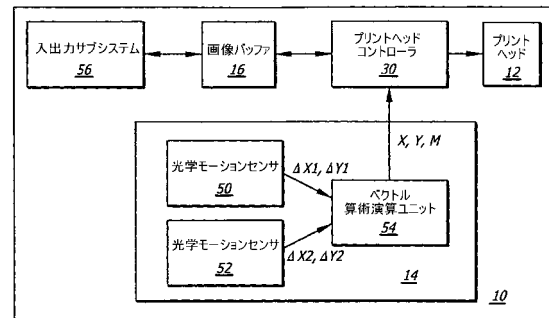 入出力サブシステム
56
画像バッファ
16
プリントヘッド
コントローラ
30
プリント
ヘッド
12
X, Y, M
光学モーションセンサ
50
ΔX1, ΔY1
ベクトル
算術演算ユニット
54
光学モーションセンサ
52
ΔX2, ΔY2
14
10